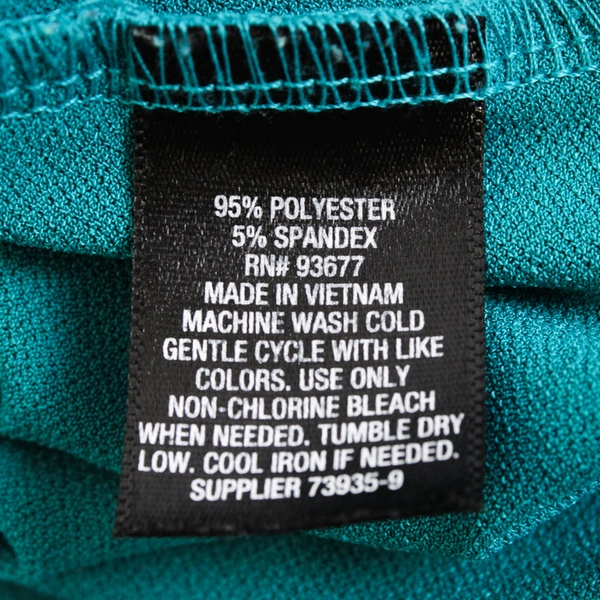 95% POLYESTER
5% SPANDEX
RN# 93677
MADE IN VIETNAM
MACHINE WASH COLD
GENTLE CYCLE WITH LIKE
COLORS. USE ONLY
NON-CHLORINE BLEACH
WHEN NEEDED. TUMBLE DRY
LOW. COOL IRON IF NEEDED.
SUPPLIER 73935-9